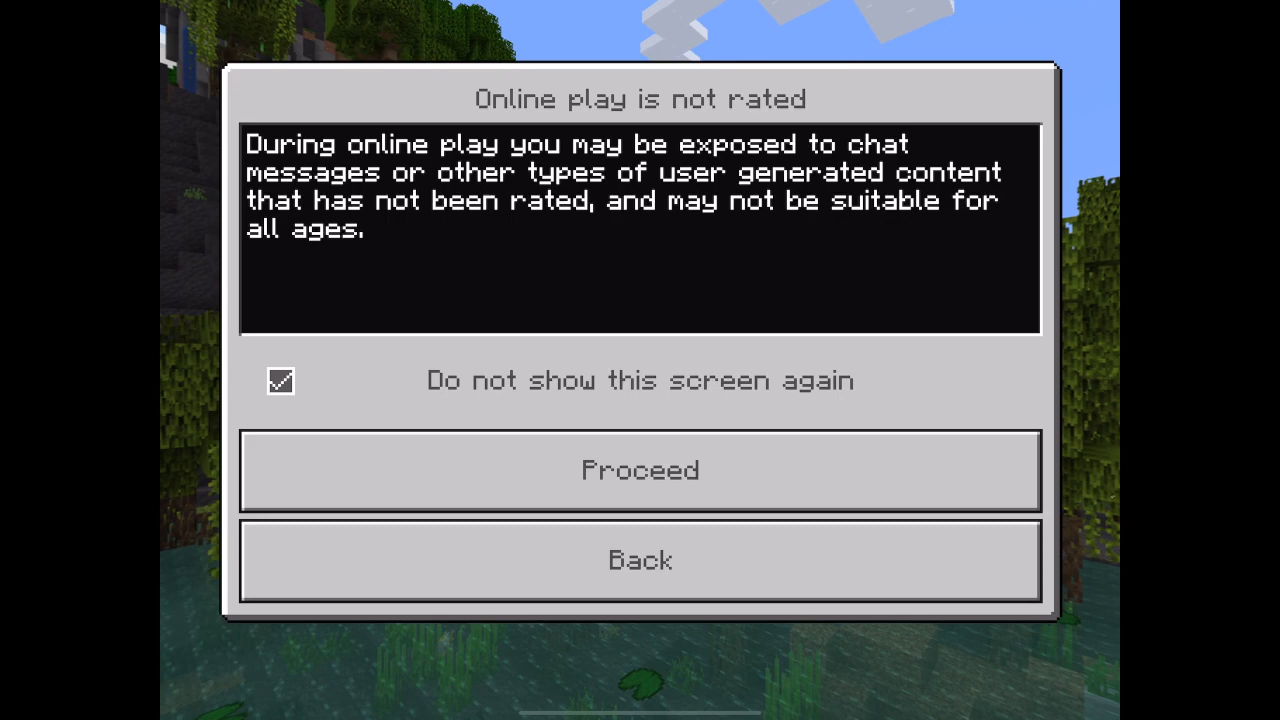 Online play is not rated
During online play you may be exposed to chat
messages or other types of user generated content
that has not been rated, and may not be suitable for
all ages.
Do not show this screen again
Proceed
Back